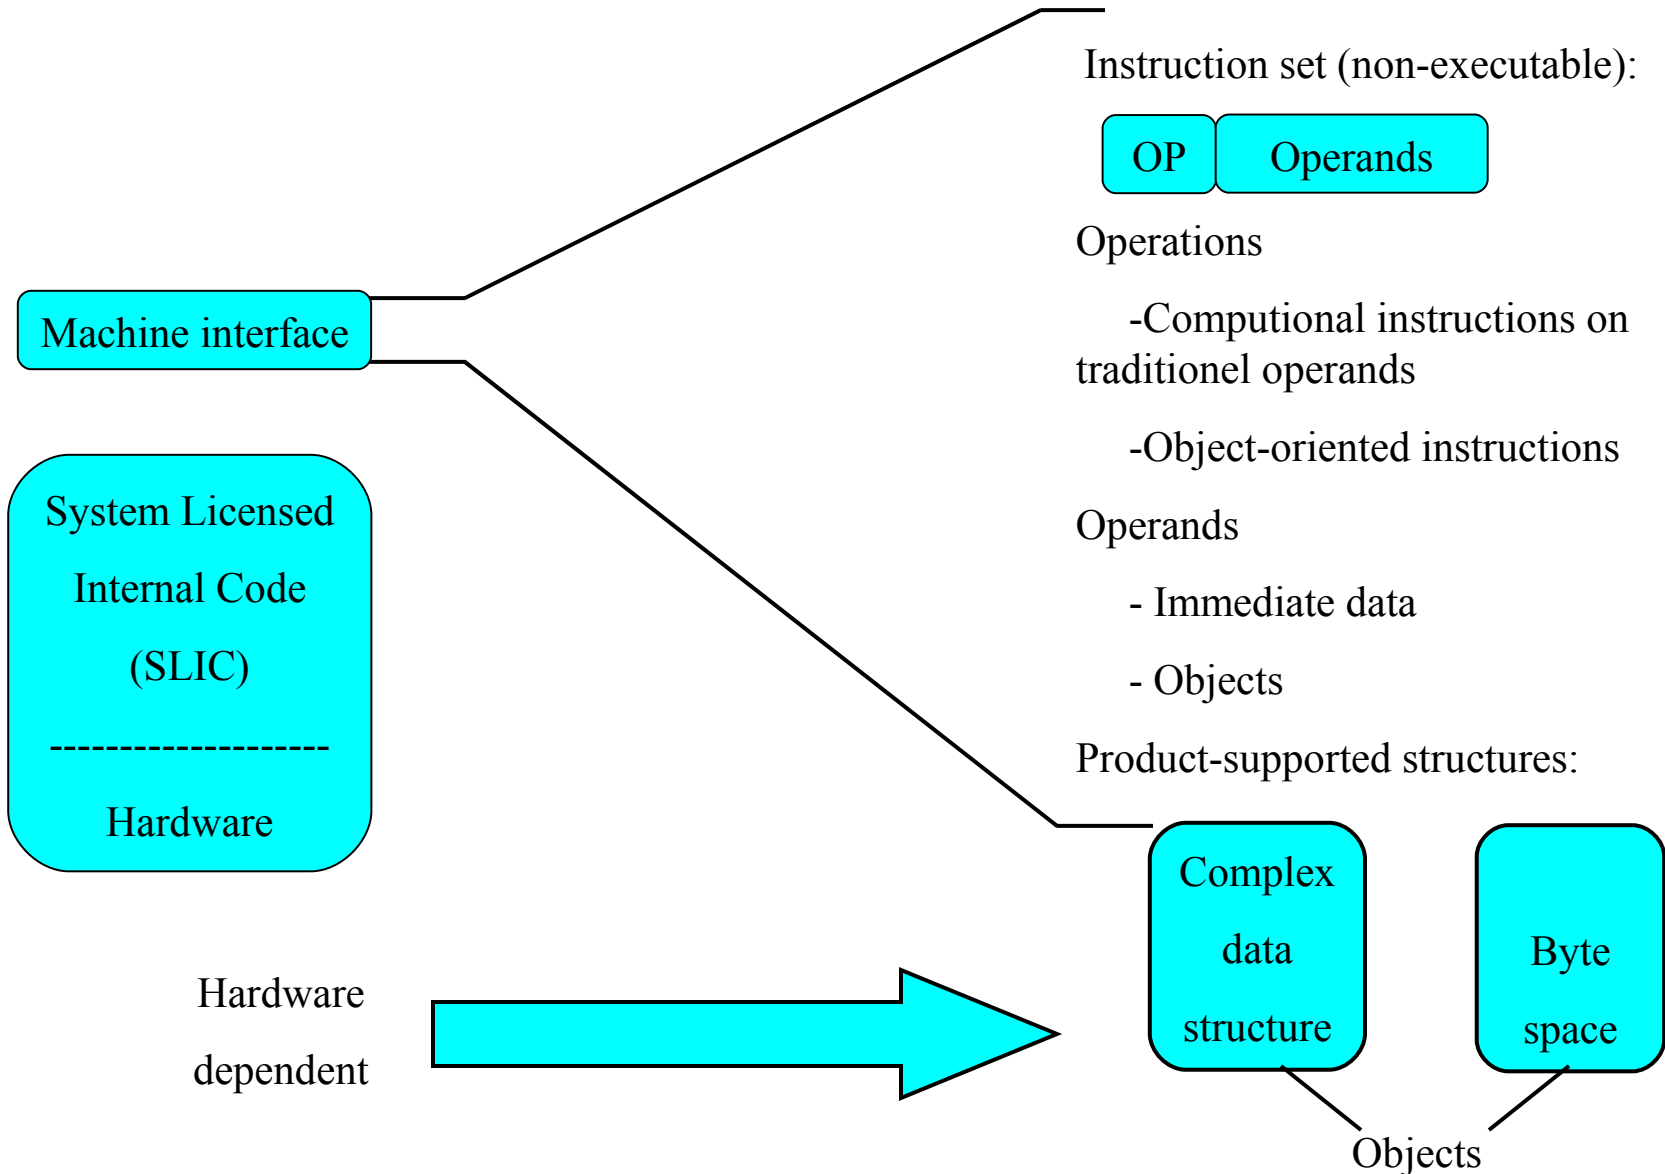 Machine interface
System Licensed
Internal Code
(SLIC)
--------------------
Hardware
Hardware
dependent
Instruction set (non-executable):
OP Operands
Operations
-Computional instructions on
traditionel operands
-Object-oriented instructions
Operands
- Immediate data
- Objects
Product-supported structures:
Complex
data
structure
Byte
space
Objects